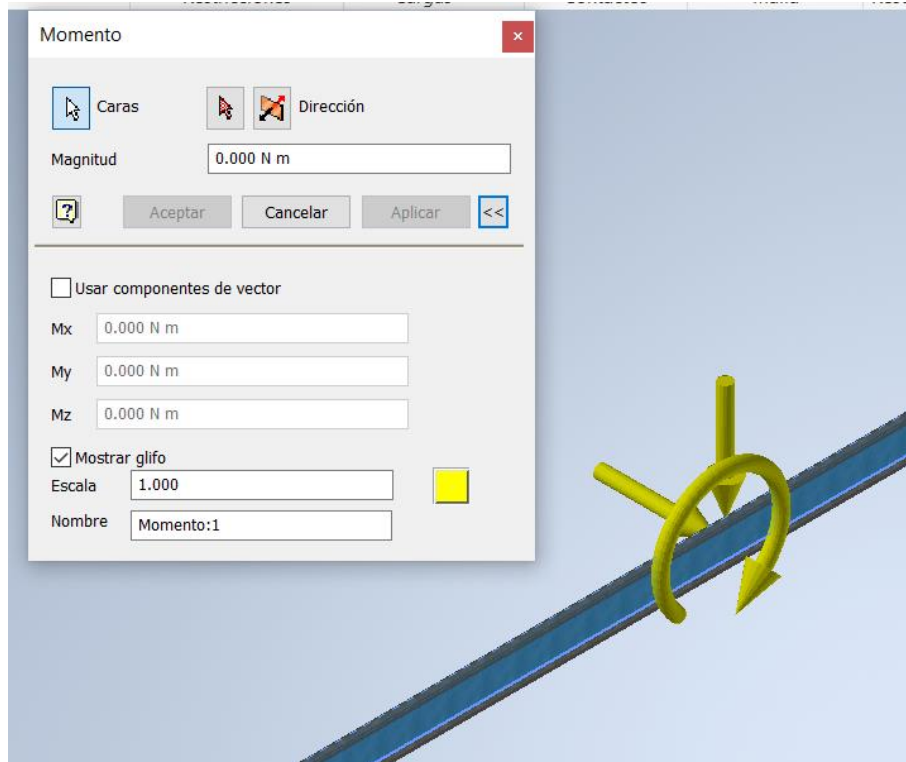 Momento
Caras
Dirección
Magnitud 0.000 N m
Aceptar Cancelar Aplicar <<
Usar componentes de vector
Mx 0.000 N m
My 0.000 N m
Mz 0.000 N m
Mostrar glifo
Escala 1.000
Nombre Momento:1